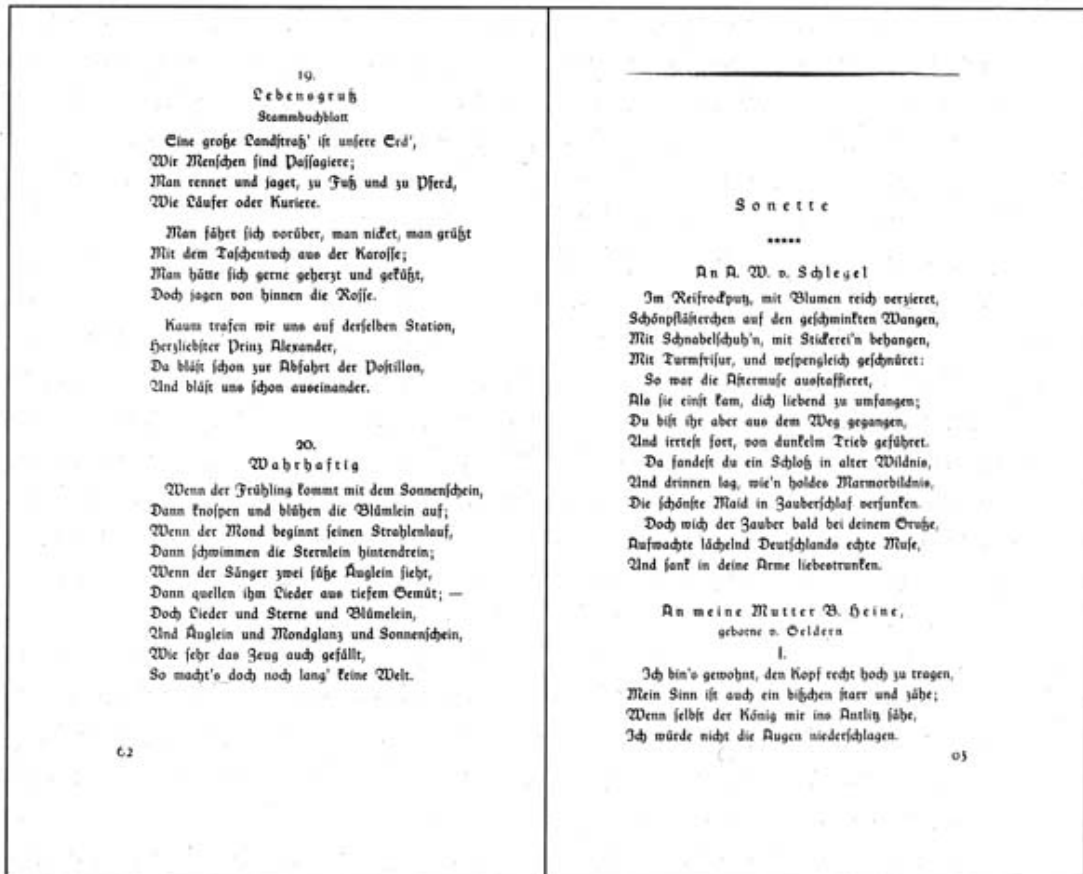 19.
Lebensgruß
Stammbuchblatt
Eine große Landſtraß' iſt unſere Erd',
Wir Menſchen ſind Paſſagiere;
Man rennet und jaget, zu Fuß und zu Pferd,
Wie Läufer oder Kuriere.
Man fährt ſich vorüber, man nicket, man grüßt
Mit dem Taſchentuch aus der Karoſſe;
Man hätte ſich gerne geherzt und geküßt,
Doch jagen von hinnen die Roſſe.
Kaum trafen wir uns auf derſelben Station,
Herzliebſter Prinz Alexander,
Da bläſt ſchon zur Abfahrt der Poſtillon,
Und bläſt uns ſchon auseinander.
20.
Wahrhaftig
Wenn der Frühling kommt mit dem Sonnenſchein,
Dann knoſpen und blühen die Blümlein auf;
Wenn der Mond beginnt ſeinen Strahlenlauf,
Dann ſchwimmen die Sternlein hintendrein;
Wenn der Sänger zwei ſüße Äuglein ſieht,
Dann quellen ihm Lieder aus tiefem Gemüt; —
Doch Lieder und Sterne und Blümelein,
Und Äuglein und Mondglanz und Sonnenſchein,
Wie ſehr das Zeug auch gefällt,
So macht's doch noch lang' keine Welt.
62
Sonette
*****
An A. W. v. Schlegel
Im Reifrockputz, mit Blumen reich verzieret,
Schönpfläſterchen auf den geſchminkten Wangen,
Mit Schnabelſchuh'n, mit Stickerei'n behangen,
Mit Turmfriſur, und weſpengleich geſchnüret:
So war die Aftermuſe ausſtaffieret,
Als ſie einſt kam, dich liebend zu umfangen;
Du biſt ihr aber aus dem Weg gegangen,
Und irrteſt fort, von dunkelm Trieb geführet.
Da fandeſt du ein Schloß in alter Wildnis,
Und drinnen lag, wie'n holdes Marmorbildnis,
Die ſchönſte Maid in Zauberſchlaf verſunken.
Doch wich der Zauber bald bei deinem Gruße,
Aufwachte lächelnd Deutſchlands echte Muſe,
Und ſank in deine Arme liebestrunken.
An meine Mutter B. Heine,
geborne v. Geldern
I.
Ich bin's gewohnt, den Kopf recht hoch zu tragen,
Mein Sinn iſt auch ein bißchen ſtarr und zähe;
Wenn ſelbſt der König mir ins Antlitz ſähe,
Ich würde nicht die Augen niederſchlagen.
63